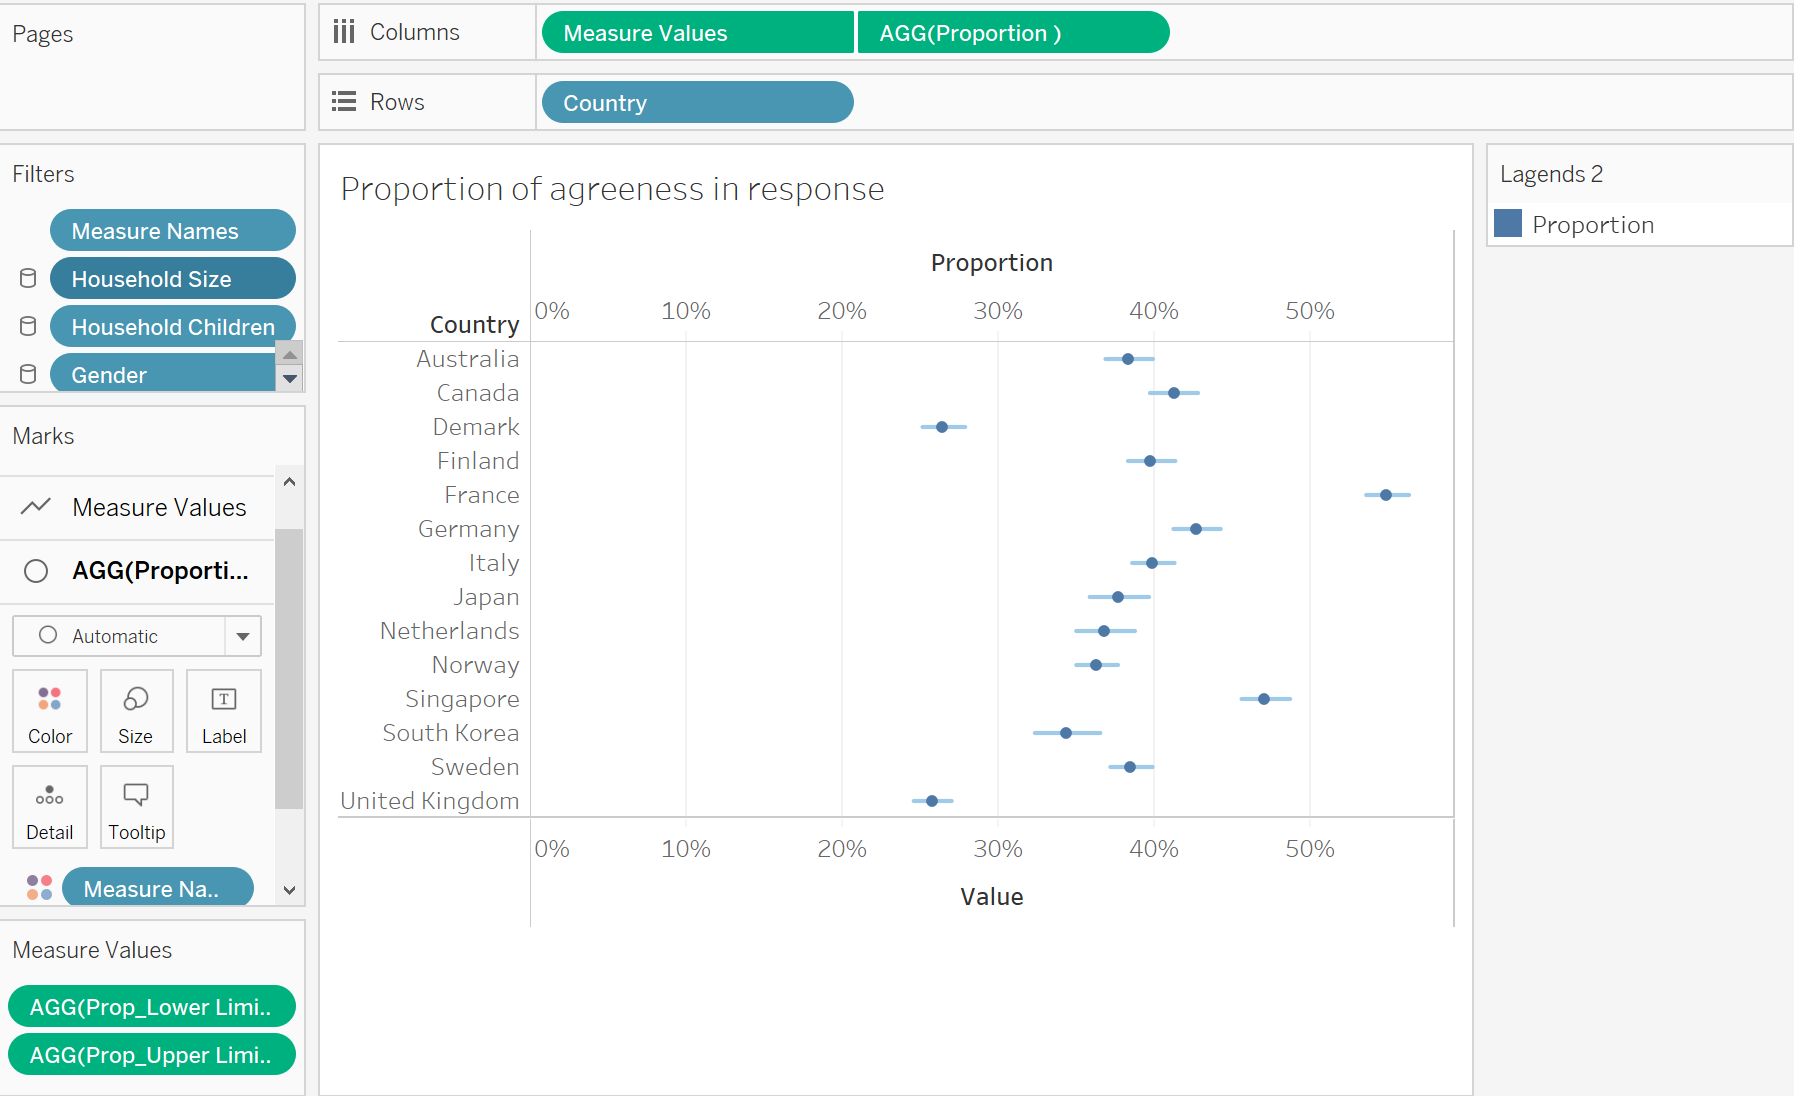 Pages
Columns
Measure Values
AGG(Proportion )
Rows
Country
Filters
Measure Names
Household Size
Household Children
Gender
Marks
Measure Values
AGG(Proporti...
Automatic
Color
Size
Label
Detail
Tooltip
Measure Na..
Measure Values
AGG(Prop_Lower Limi..
AGG(Prop_Upper Limi..
Proportion of agreeness in response
Proportion
Country
0% 10% 20% 30% 40% 50%
Australia
Canada
Demark
Finland
France
Germany
Italy
Japan
Netherlands
Norway
Singapore
South Korea
Sweden
United Kingdom
0% 10% 20% 30% 40% 50%
Value
Lagends 2
Proportion